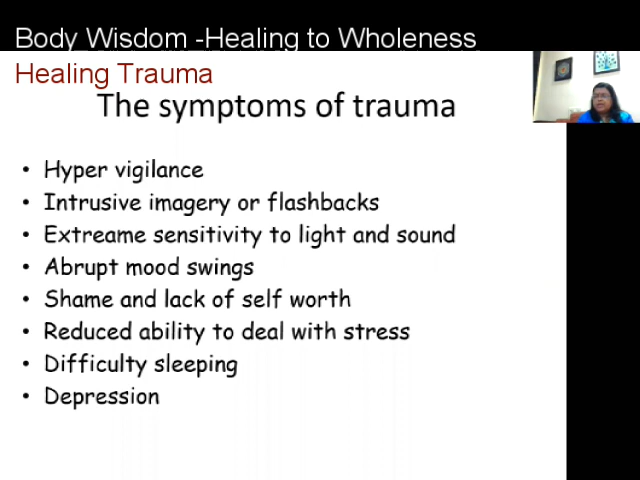 Body Wisdom -Healing to Wholeness
Healing Trauma
The symptoms of trauma
• Hyper vigilance
• Intrusive imagery or flashbacks
• Extreame sensitivity to light and sound
• Abrupt mood swings
• Shame and lack of self worth
• Reduced ability to deal with stress
• Difficulty sleeping
• Depression